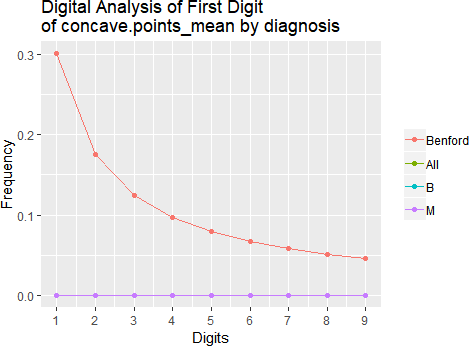 Digital Analysis of First Digit
of concave.points_mean by diagnosis
Frequency
0.3
0.2
0.1
0.0
1 2 3 4 5 6 7 8 9
Digits
Benford
All
B
M